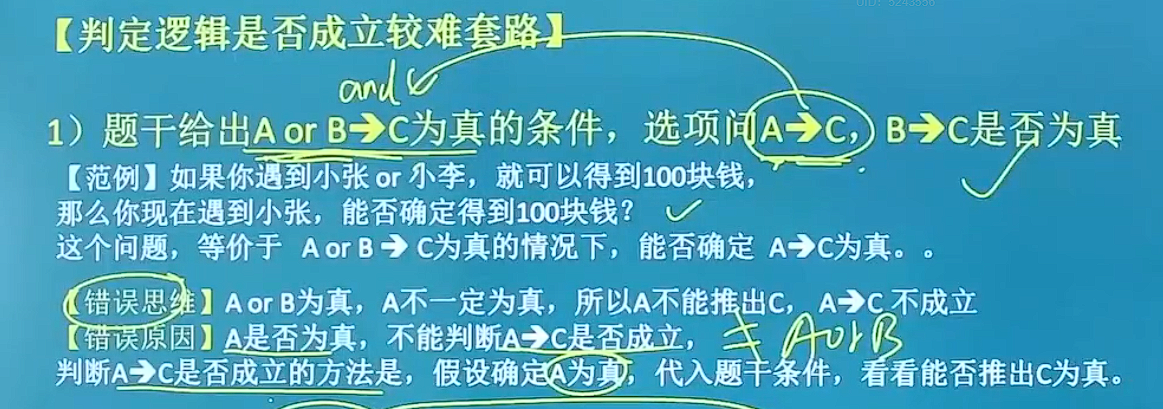 UID: 5243556
【判定逻辑是否成立较难套路】
and
1）题干给出A or B➔C为真的条件，选项问A➔C，B➔C是否为真
【范例】如果你遇到小张 or 小李，就可以得到100块钱，
那么你现在遇到小张，能否确定得到100块钱？
这个问题，等价于 A or B ➔ C为真的情况下，能否确定 A➔C为真。。
【错误思维】A or B为真，A不一定为真，所以A不能推出C，A➔C 不成立
【错误原因】A是否为真，不能判断A➔C是否成立，
A or B
判断A➔C是否成立的方法是，假设确定A为真，代入题干条件，看看能否推出C为真。